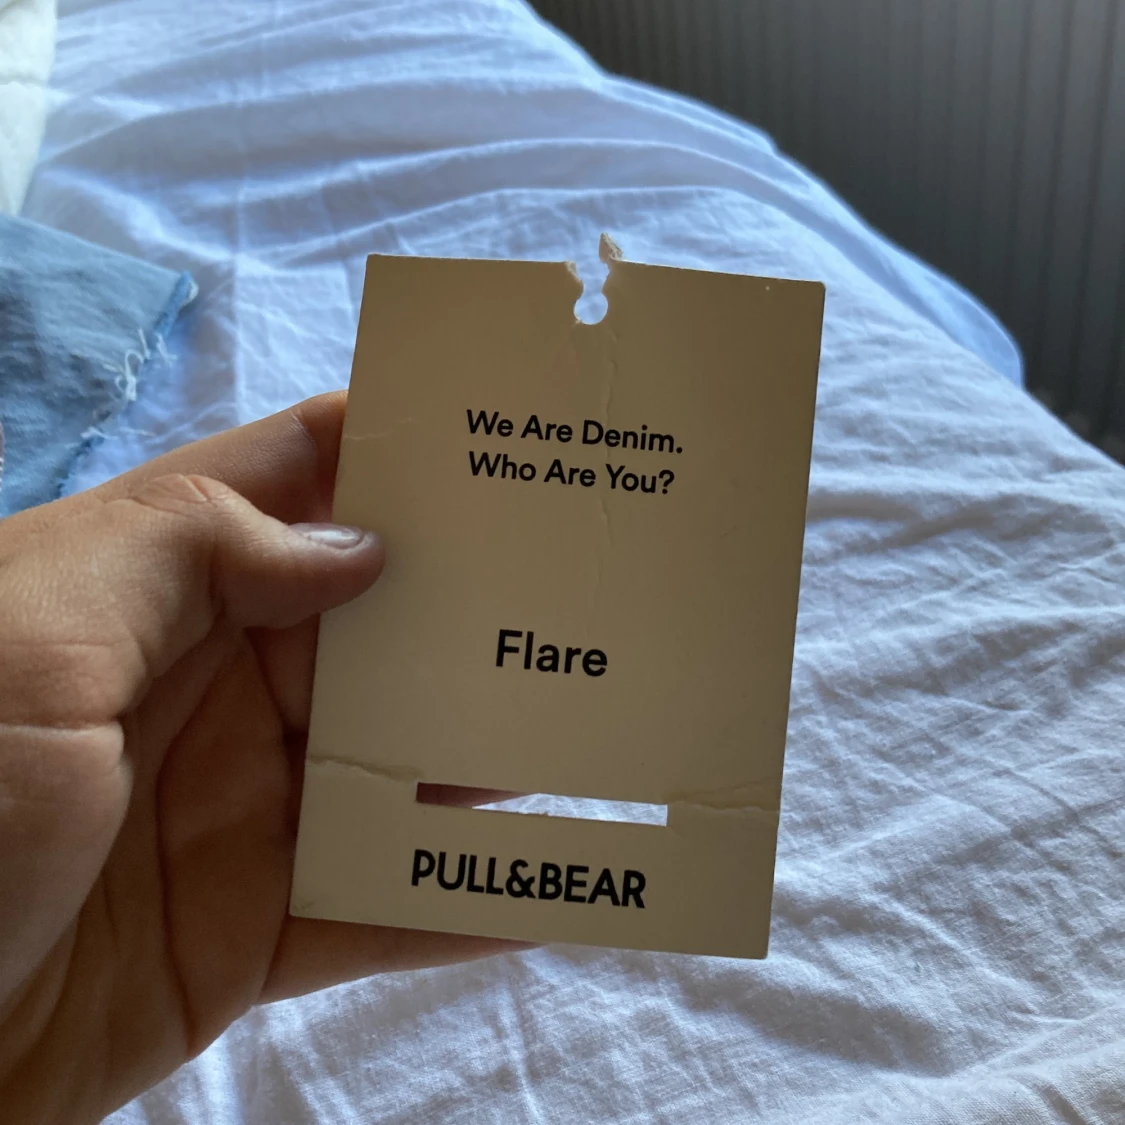 We Are Denim.
Who Are You?
Flare
PULL&BEAR